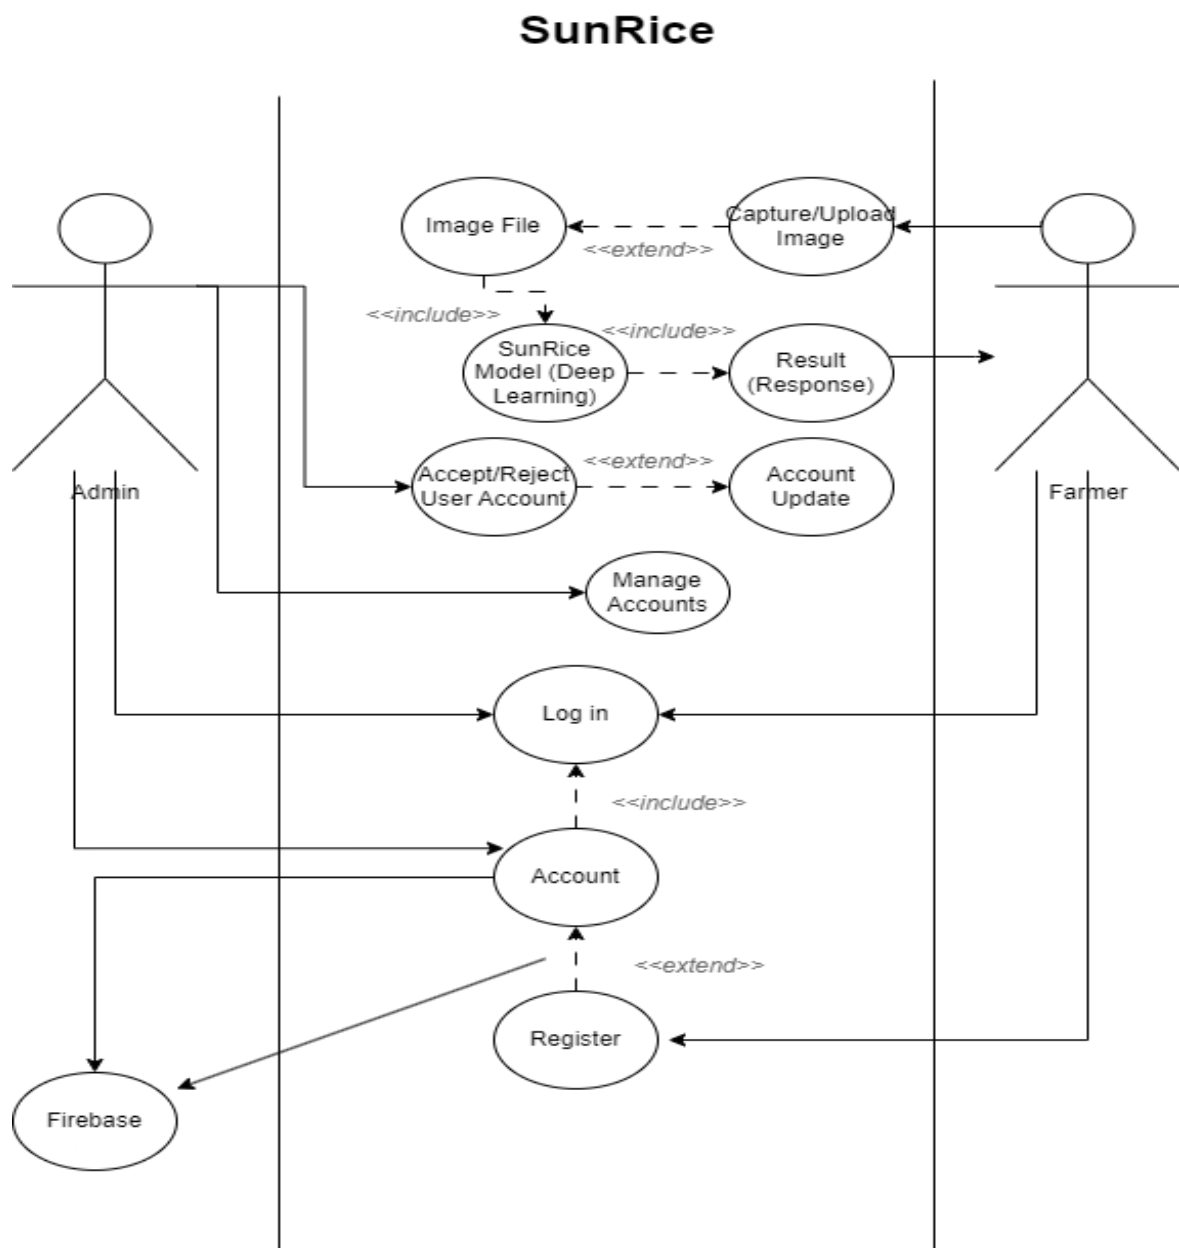 SunRice
Image File
Capture/Upload
Image
<<extend>>
<<include>>
<<include>>
SunRice
Model (Deep
Learning)
Result
(Response)
Accept/Reject
User Account
<<extend>>
Account
Update
Admin
Farmer
Manage
Accounts
Log in
<<include>>
Account
<<extend>>
Register
Firebase